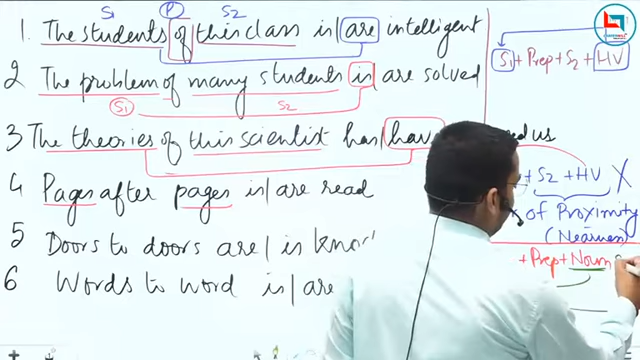 S1 P S2
1. The students of this class is/are intelligent
2 The problem of many students is/are solved
S1 S2
3 The theories of this scientist has/have
4 Pages after pages is/are read
5 Doors to doors are/is
6 Words to word is/are
S1 + Prep + S2 + HV
+ S2 + HV X
of Proximity
(Nearness)
+ Prep + Noun